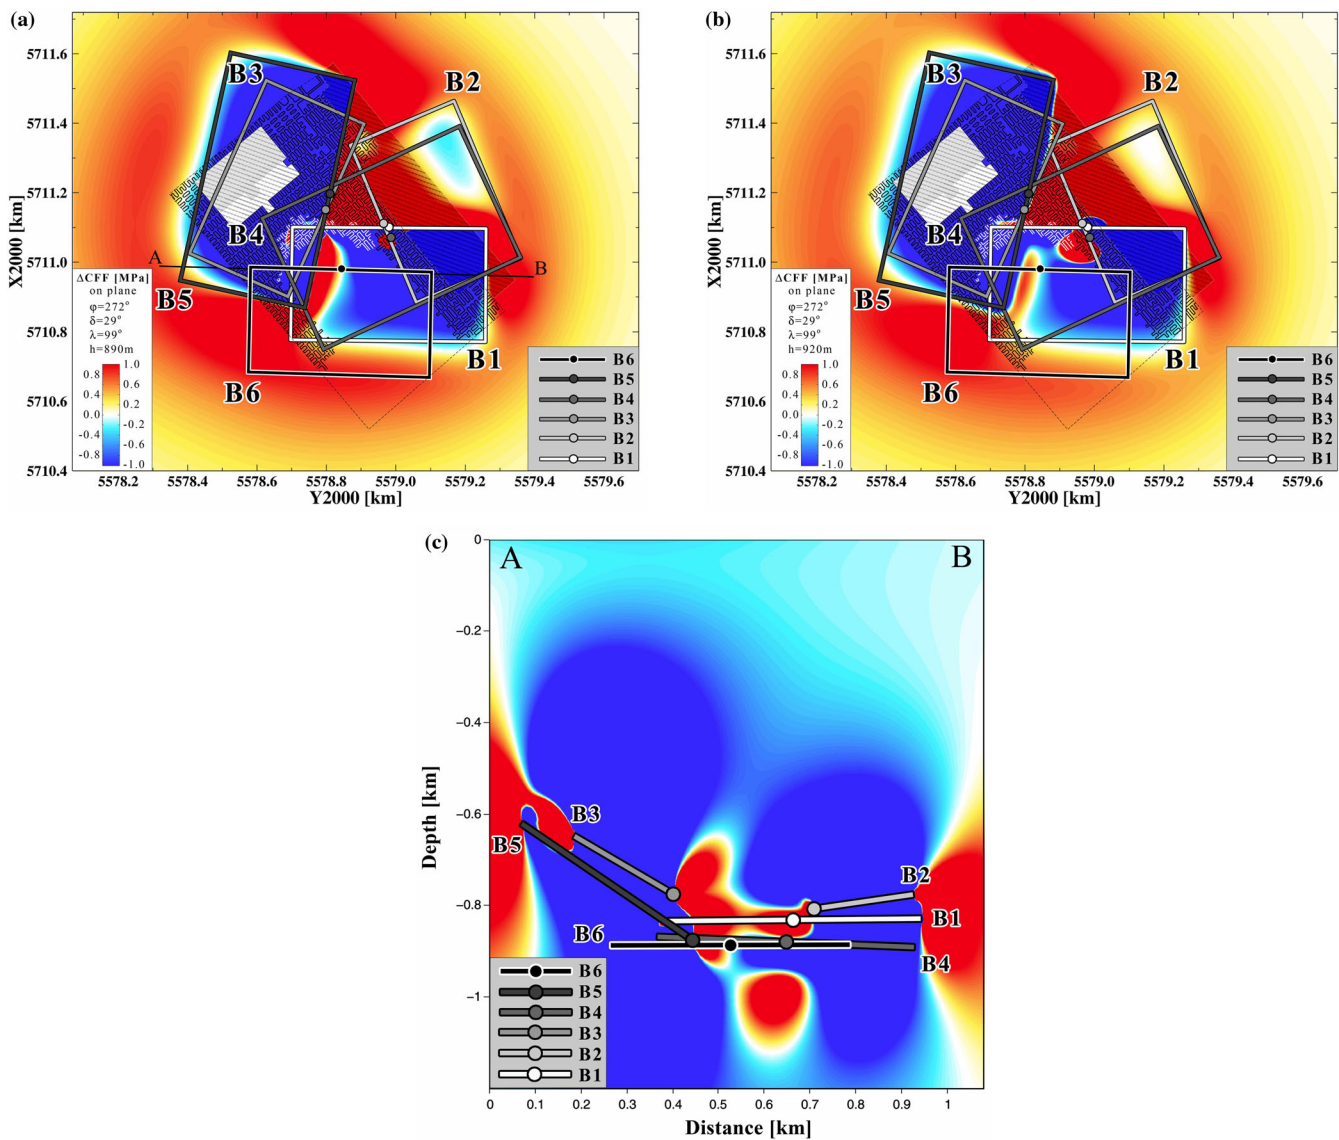 (a)
5711.6
5711.4
5711.2
5711.0
5710.8
5710.6
5710.4
X2000 [km]
B3
B2
B4
A
B
B5
B1
B6
ΔCFF [MPa]
on plane
φ=272°
δ=29°
λ=99°
h=890m
1.0
0.8
0.6
0.4
0.2
0.0
-0.2
-0.4
-0.6
-0.8
-1.0
B6
B5
B4
B3
B2
B1
5578.2 5578.4 5578.6 5578.8 5579.0 5579.2 5579.4 5579.6
Y2000 [km]
(b)
5711.6
5711.4
5711.2
5711.0
5710.8
5710.6
5710.4
B3
B2
B4
B5
B1
B6
ΔCFF [MPa]
on plane
φ=272°
δ=29°
λ=99°
h=920m
1.0
0.8
0.6
0.4
0.2
0.0
-0.2
-0.4
-0.6
-0.8
-1.0
B6
B5
B4
B3
B2
B1
5578.2 5578.4 5578.6 5578.8 5579.0 5579.2 5579.4 5579.6
Y2000 [km]
(c)
A
B
0
−0.2
−0.4
−0.6
−0.8
−1
Depth [km]
B3
B5
B2
B1
B6
B4
B6
B5
B4
B3
B2
B1
0 0.1 0.2 0.3 0.4 0.5 0.6 0.7 0.8 0.9 1
Distance [km]